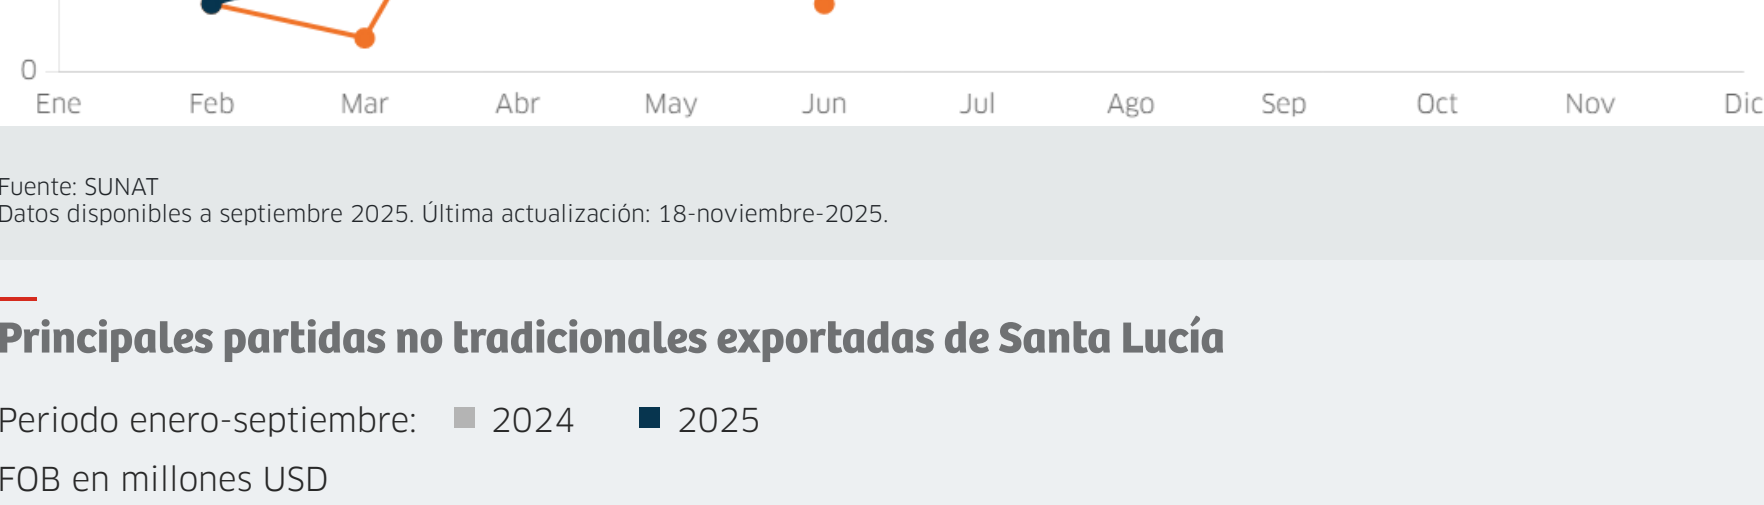 0
Ene Feb Mar Abr May Jun Jul Ago Sep Oct Nov Dic
Fuente: SUNAT
Datos disponibles a septiembre 2025. Última actualización: 18-noviembre-2025.
Principales partidas no tradicionales exportadas de Santa Lucía
Periodo enero-septiembre: 2024 2025
FOB en millones USD